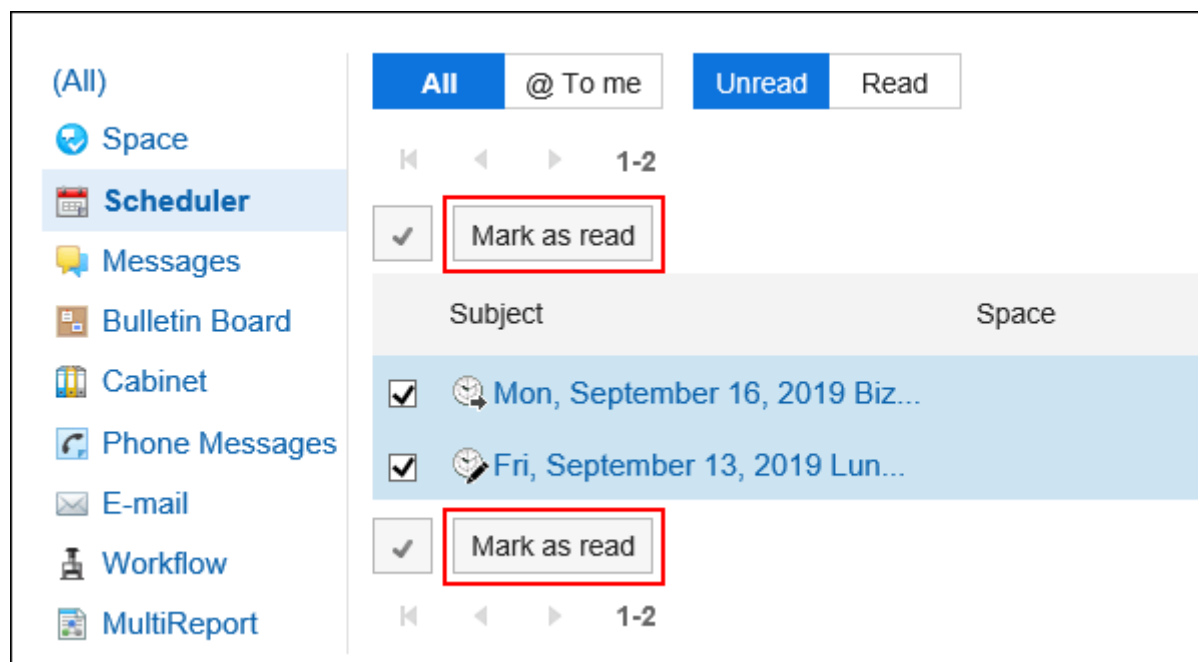 (All)
Space
Scheduler
Messages
Bulletin Board
Cabinet
Phone Messages
E-mail
Workflow
MultiReport
All
@ To me
Unread
Read
1-2
Mark as read
Subject
Space
Mon, September 16, 2019 Biz...
Fri, September 13, 2019 Lun...
Mark as read
1-2